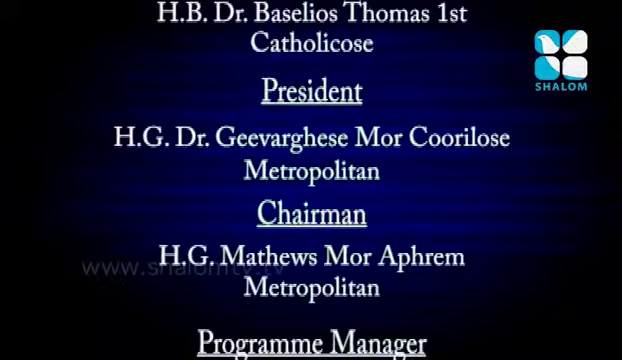 H.B. Dr. Baselios Thomas 1st
Catholicose
SHALOM
President
H.G. Dr. Geevarghese Mor Coorilose
Metropolitan
Chairman
H.G. Mathews Mor Aphrem
www.shalomtv.tv
Metropolitan
Programme Manager